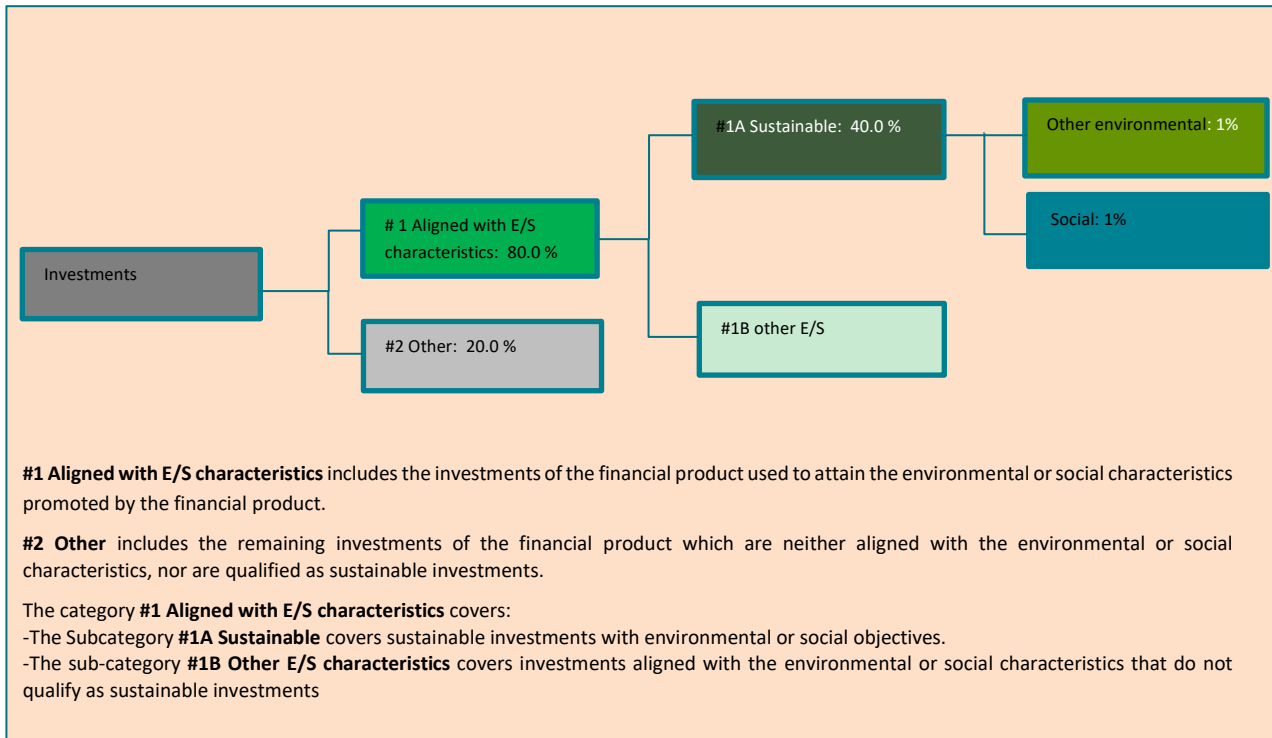 #1A Sustainable: 40.0 %
Other environmental: 1%
# 1 Aligned with E/S
characteristics: 80.0 %
Social: 1%
Investments
#1B other E/S
#2 Other: 20.0 %
#1 Aligned with E/S characteristics includes the investments of the financial product used to attain the environmental or social characteristics
promoted by the financial product.
#2 Other includes the remaining investments of the financial product which are neither aligned with the environmental or social
characteristics, nor are qualified as sustainable investments.
The category #1 Aligned with E/S characteristics covers:
-The Subcategory #1A Sustainable covers sustainable investments with environmental or social objectives.
-The sub-category #1B Other E/S characteristics covers investments aligned with the environmental or social characteristics that do not
qualify as sustainable investments